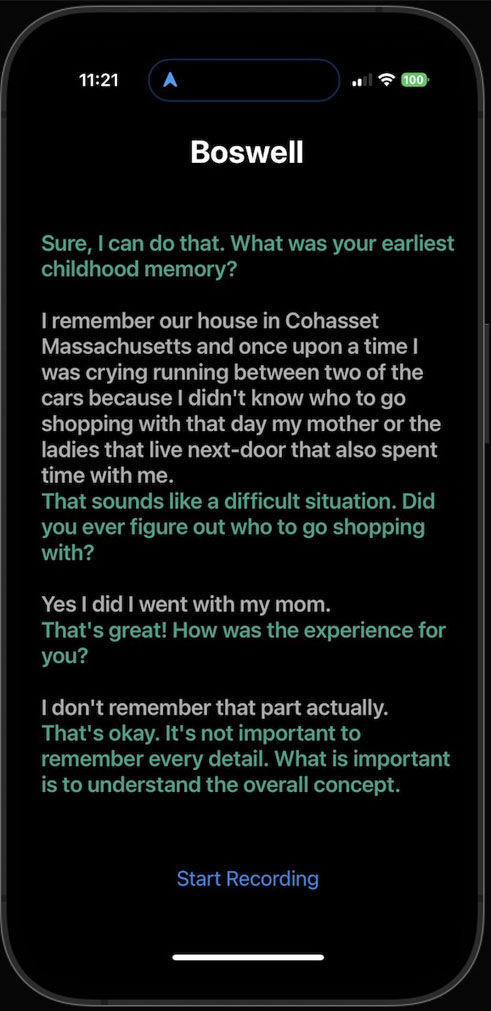 11:21
100
Boswell
Sure, I can do that. What was your earliest
childhood memory?
I remember our house in Cohasset
Massachusetts and once upon a time I
was crying running between two of the
cars because I didn't know who to go
shopping with that day my mother or the
ladies that live next-door that also spent
time with me.
That sounds like a difficult situation. Did
you ever figure out who to go shopping
with?
Yes I did I went with my mom.
That's great! How was the experience for
you?
I don't remember that part actually.
That's okay. It's not important to
remember every detail. What is important
is to understand the overall concept.
Start Recording